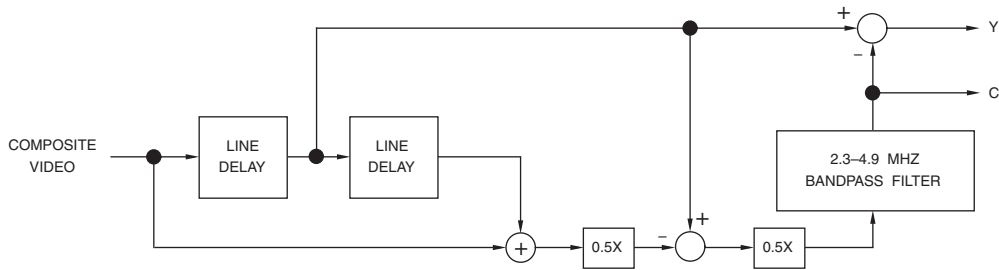 +
Y
–
C
COMPOSITE
VIDEO
LINE
DELAY
LINE
DELAY
2.3–4.9 MHZ
BANDPASS FILTER
+
+
0.5X
–
0.5X